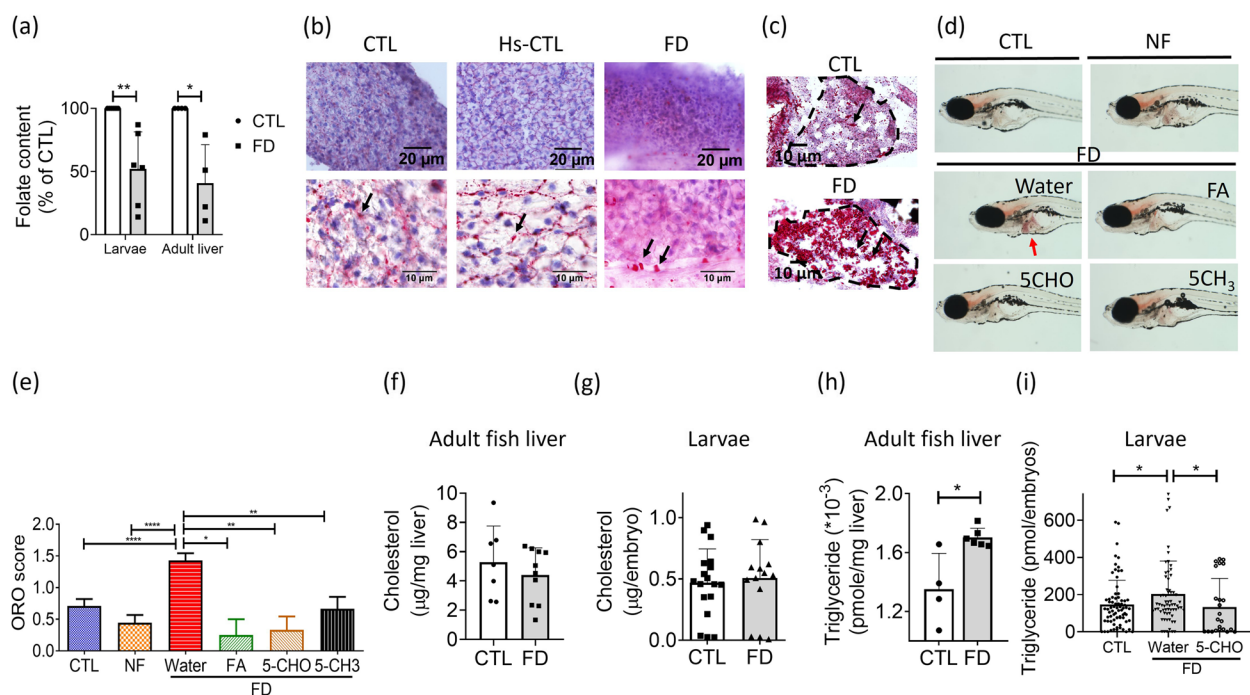 (a)
Folate content
(% of CTL)
100
50
0
**
*
CTL
FD
Larvae
Adult liver
(b)
CTL
Hs-CTL
FD
20 μm
20 μm
20 μm
10 μm
10 μm
10 μm
(c)
CTL
10 μm
FD
10 μm
(d)
CTL
NF
FD
Water
FA
5CHO
5CH3
(e)
ORO score
2.0
1.5
1.0
0.5
0.0
****
****
*
**
**
CTL
NF
Water
FA
5-CHO
5-CH3
FD
(f)
Adult fish liver
Cholesterol
(μg/mg liver)
10
8
6
4
2
0
CTL
FD
(g)
Larvae
Cholesterol
(μg/embryo)
1.0
0.5
0.0
CTL
FD
(h)
Adult fish liver
Triglyceride (*10-3)
(pmole/mg liver)
2.0
1.6
1.2
*
CTL
FD
(i)
Larvae
Triglyceride (pmol/embryos)
600
400
200
0
*
*
CTL
Water
5-CHO
FD